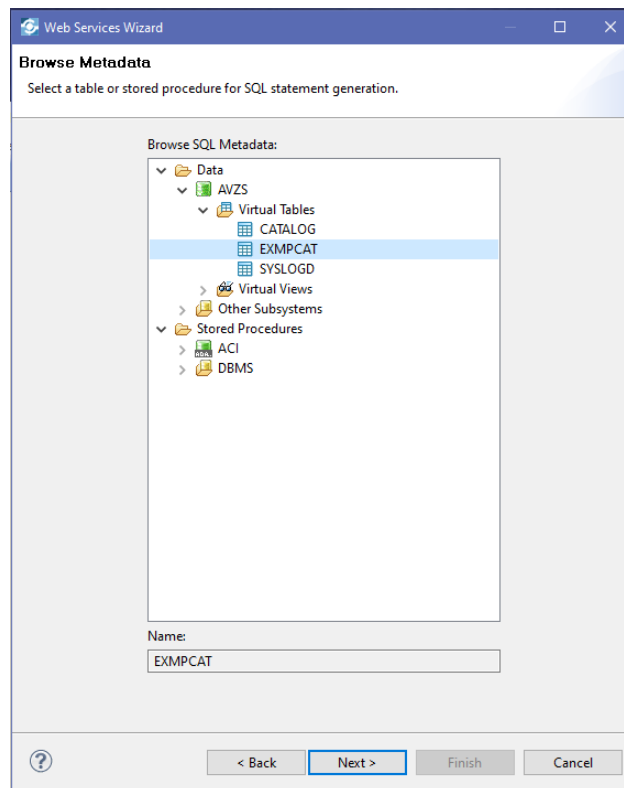 Web Services Wizard
Browse Metadata
Select a table or stored procedure for SQL statement generation.
Browse SQL Metadata:
Data
AVZS
Virtual Tables
CATALOG
EXMPCAT
SYSLOGD
Virtual Views
Other Subsystems
Stored Procedures
ACI
DBMS
Name:
EXMPCAT
? < Back Next > Finish Cancel